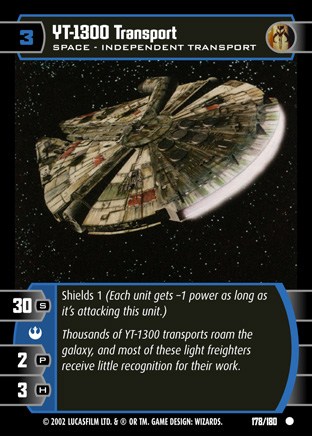 3 YT-1300 Transport
SPACE - INDEPENDENT TRANSPORT
30 S
Shields 1 (Each unit gets –1 power as long as
it's attacking this unit.)
Thousands of YT-1300 transports roam the
galaxy, and most of these light freighters
receive little recognition for their work.
2 P
3 H
© 2002 LUCASFILM LTD. & ® OR TM. GAME DESIGN: WIZARDS. 178/180